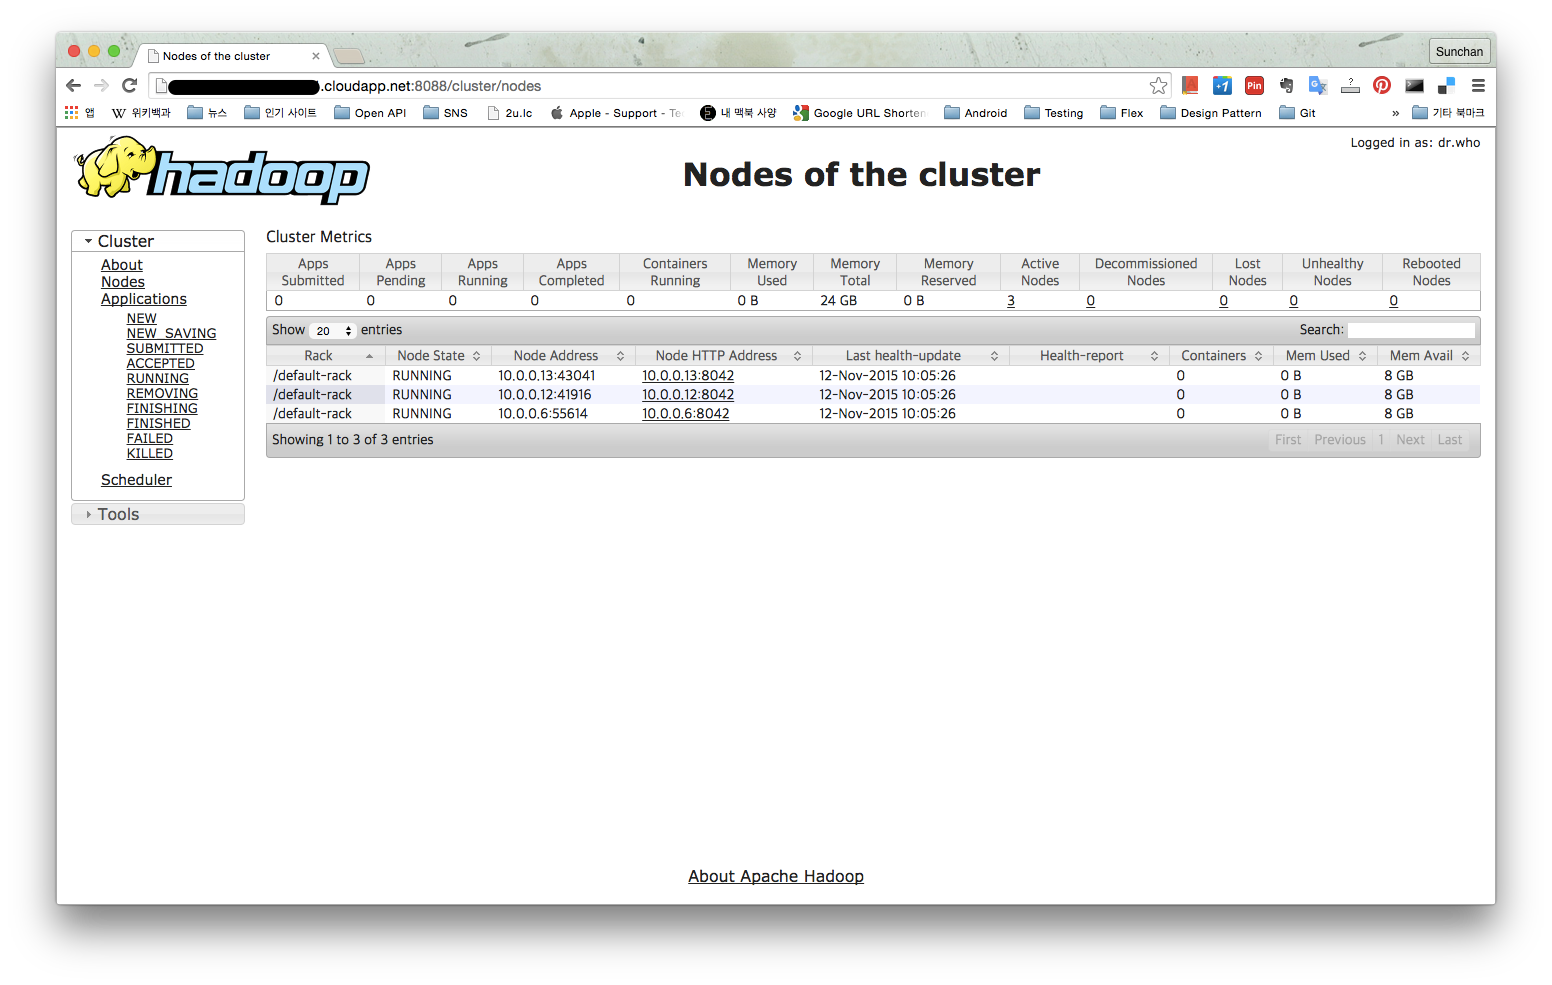 Nodes of the cluster
Sunchan
.cloudapp.net:8088/cluster/nodes
앱 위키백과 뉴스 인기 사이트 Open API SNS 2u.lc Apple - Support - 내 맥북 사양 Google URL Shorten Android Testing Flex Design Pattern Git » 기타 북마크
hadoop
Logged in as: dr.who
Nodes of the cluster
Cluster
About
Nodes
Applications
NEW
NEW_SAVING
SUBMITTED
ACCEPTED
RUNNING
REMOVING
FINISHING
FINISHED
FAILED
KILLED
Scheduler
Tools
Cluster Metrics
Apps Submitted Apps Pending Apps Running Apps Completed Containers Running Memory Used Memory Total Memory Reserved Active Nodes Decommissioned Nodes Lost Nodes Unhealthy Nodes Rebooted Nodes
0 0 0 0 0 0 B 24 GB 0 B 3 0 0 0 0
Show 20 entries Search:
Rack Node State Node Address Node HTTP Address Last health-update Health-report Containers Mem Used Mem Avail
/default-rack RUNNING 10.0.0.13:43041 10.0.0.13:8042 12-Nov-2015 10:05:26 0 0 B 8 GB
/default-rack RUNNING 10.0.0.12:41916 10.0.0.12:8042 12-Nov-2015 10:05:26 0 0 B 8 GB
/default-rack RUNNING 10.0.0.6:55614 10.0.0.6:8042 12-Nov-2015 10:05:26 0 0 B 8 GB
Showing 1 to 3 of 3 entries First Previous 1 Next Last
About Apache Hadoop